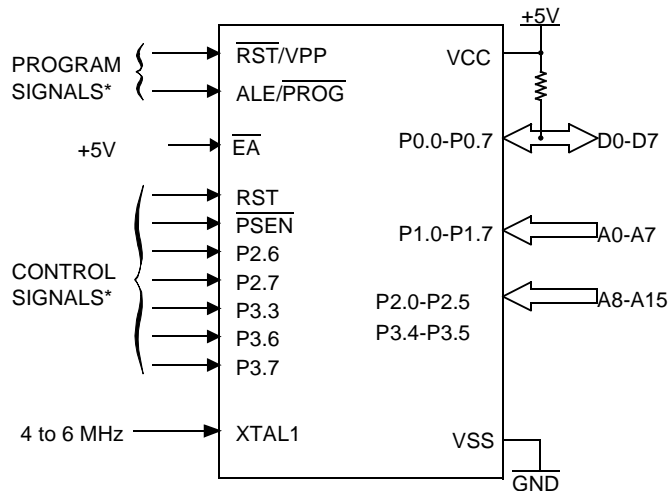 +5V
PROGRAM
SIGNALS*
RST/VPP
ALE/PROG
VCC
+5V
EA
P0.0-P0.7
D0-D7
RST
PSEN
P2.6
P2.7
P3.3
P3.6
P3.7
CONTROL
SIGNALS*
P1.0-P1.7
A0-A7
P2.0-P2.5
P3.4-P3.5
A8-A15
4 to 6 MHz
XTAL1
VSS
GND